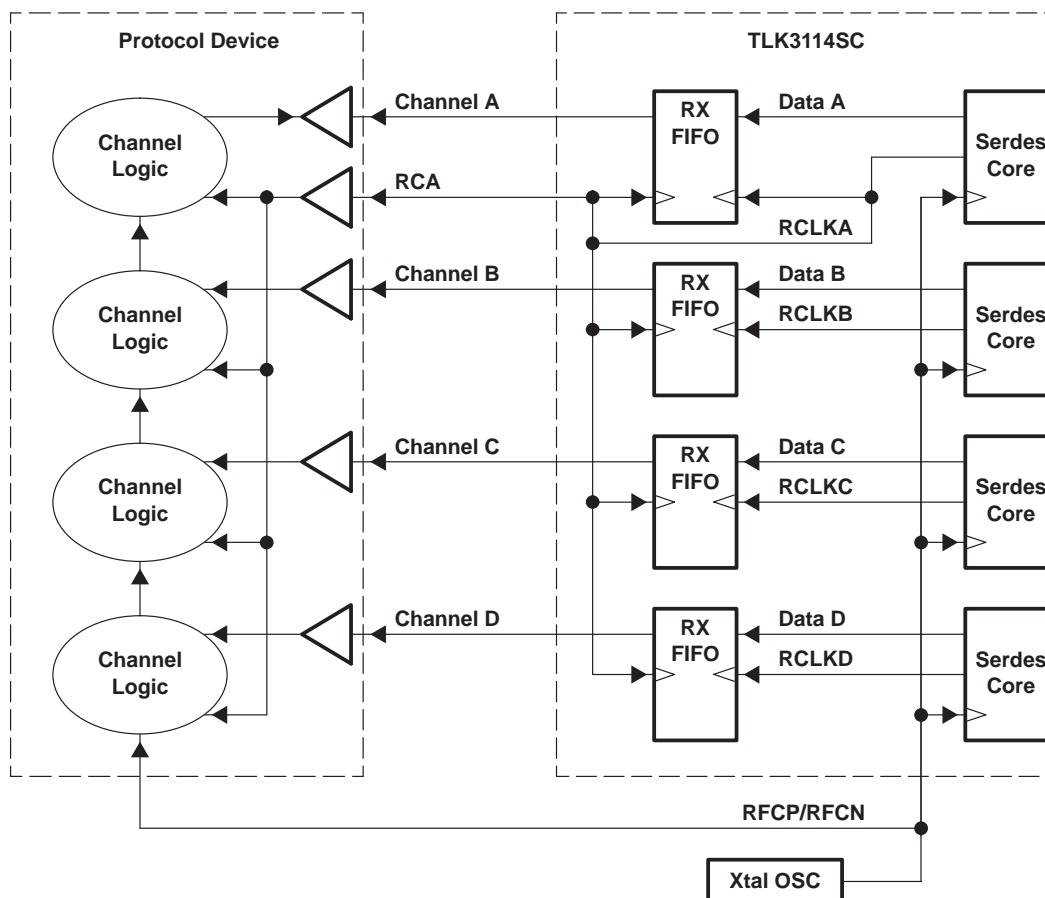 Protocol Device
TLK3114SC
Channel A
RX
FIFO
Data A
Serdes
Core
Channel
Logic
RCA
RCLKA
Channel B
RX
FIFO
Data B
RCLKB
Serdes
Core
Channel
Logic
Channel C
RX
FIFO
Data C
RCLKC
Serdes
Core
Channel
Logic
Channel D
RX
FIFO
Data D
RCLKD
Serdes
Core
Channel
Logic
RFCP/RFCN
Xtal OSC